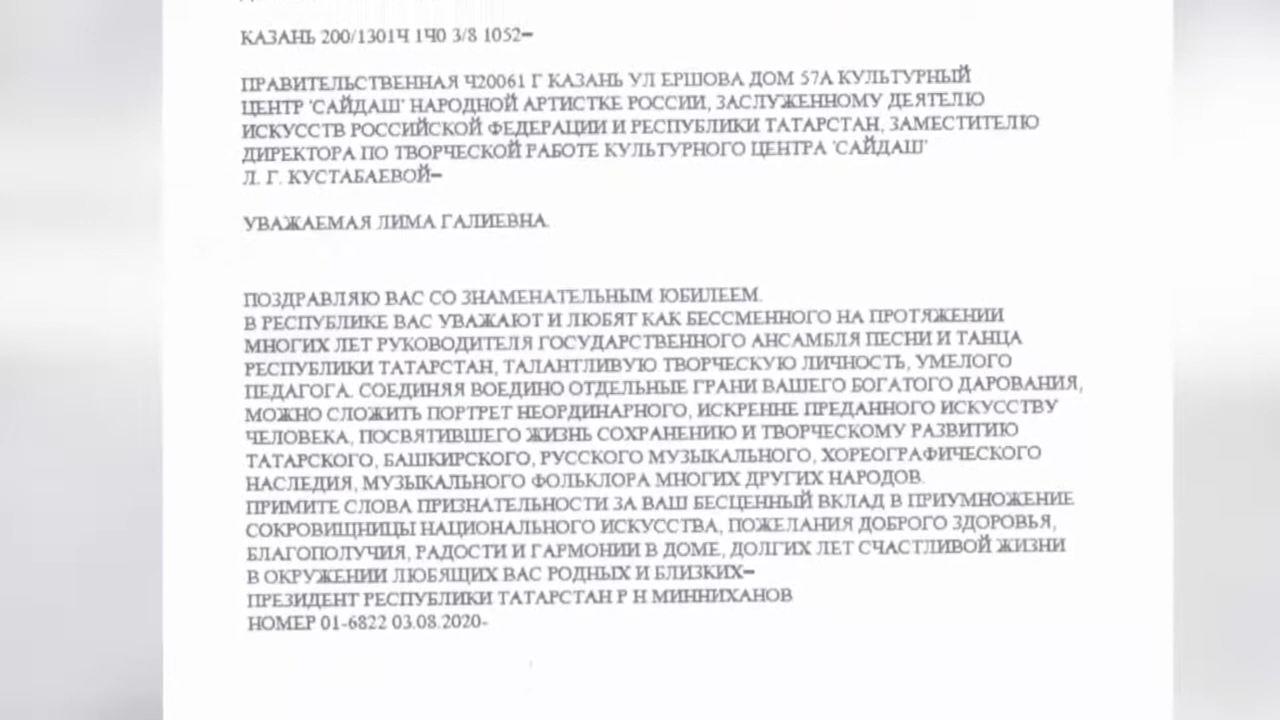 КАЗАНЬ 200/1301Ч 1Ч0 3/8 1052=
ПРАВИТЕЛЬСТВЕННАЯ Ч20061 Г КАЗАНЬ УЛ ЕРШОВА ДОМ 57А КУЛЬТУРНЫЙ
ЦЕНТР 'САЙДАШ' НАРОДНОЙ АРТИСТКЕ РОССИИ, ЗАСЛУЖЕННОМУ ДЕЯТЕЛЮ
ИСКУССТВ РОССИЙСКОЙ ФЕДЕРАЦИИ И РЕСПУБЛИКИ ТАТАРСТАН, ЗАМЕСТИТЕЛЮ
ДИРЕКТОРА ПО ТВОРЧЕСКОЙ РАБОТЕ КУЛЬТУРНОГО ЦЕНТРА 'САЙДАШ'
Л. Г. КУСТАБАЕВОЙ=
УВАЖАЕМАЯ ЛИМА ГАЛИЕВНА.
ПОЗДРАВЛЯЮ ВАС СО ЗНАМЕНАТЕЛЬНЫМ ЮБИЛЕЕМ.
В РЕСПУБЛИКЕ ВАС УВАЖАЮТ И ЛЮБЯТ КАК БЕССМЕННОГО НА ПРОТЯЖЕНИИ
МНОГИХ ЛЕТ РУКОВОДИТЕЛЯ ГОСУДАРСТВЕННОГО АНСАМБЛЯ ПЕСНИ И ТАНЦА
РЕСПУБЛИКИ ТАТАРСТАН, ТАЛАНТЛИВУЮ ТВОРЧЕСКУЮ ЛИЧНОСТЬ, УМЕЛОГО
ПЕДАГОГА. СОЕДИНЯЯ ВОЕДИНО ОТДЕЛЬНЫЕ ГРАНИ ВАШЕГО БОГАТОГО ДАРОВАНИЯ,
МОЖНО СЛОЖИТЬ ПОРТРЕТ НЕОРДИНАРНОГО, ИСКРЕННЕ ПРЕДАННОГО ИСКУССТВУ
ЧЕЛОВЕКА, ПОСВЯТИВШЕГО ЖИЗНЬ СОХРАНЕНИЮ И ТВОРЧЕСКОМУ РАЗВИТИЮ
ТАТАРСКОГО, БАШКИРСКОГО, РУССКОГО МУЗЫКАЛЬНОГО, ХОРЕОГРАФИЧЕСКОГО
НАСЛЕДИЯ, МУЗЫКАЛЬНОГО ФОЛЬКЛОРА МНОГИХ ДРУГИХ НАРОДОВ.
ПРИМИТЕ СЛОВА ПРИЗНАТЕЛЬНОСТИ ЗА ВАШ БЕСЦЕННЫЙ ВКЛАД В ПРИУМНОЖЕНИЕ
СОКРОВИЩНИЦЫ НАЦИОНАЛЬНОГО ИСКУССТВА, ПОЖЕЛАНИЯ ДОБРОГО ЗДОРОВЬЯ,
БЛАГОПОЛУЧИЯ, РАДОСТИ И ГАРМОНИИ В ДОМЕ, ДОЛГИХ ЛЕТ СЧАСТЛИВОЙ ЖИЗНИ
В ОКРУЖЕНИИ ЛЮБЯЩИХ ВАС РОДНЫХ И БЛИЗКИХ=
ПРЕЗИДЕНТ РЕСПУБЛИКИ ТАТАРСТАН Р Н МИННИХАНОВ
НОМЕР 01-6822 03.08.2020-